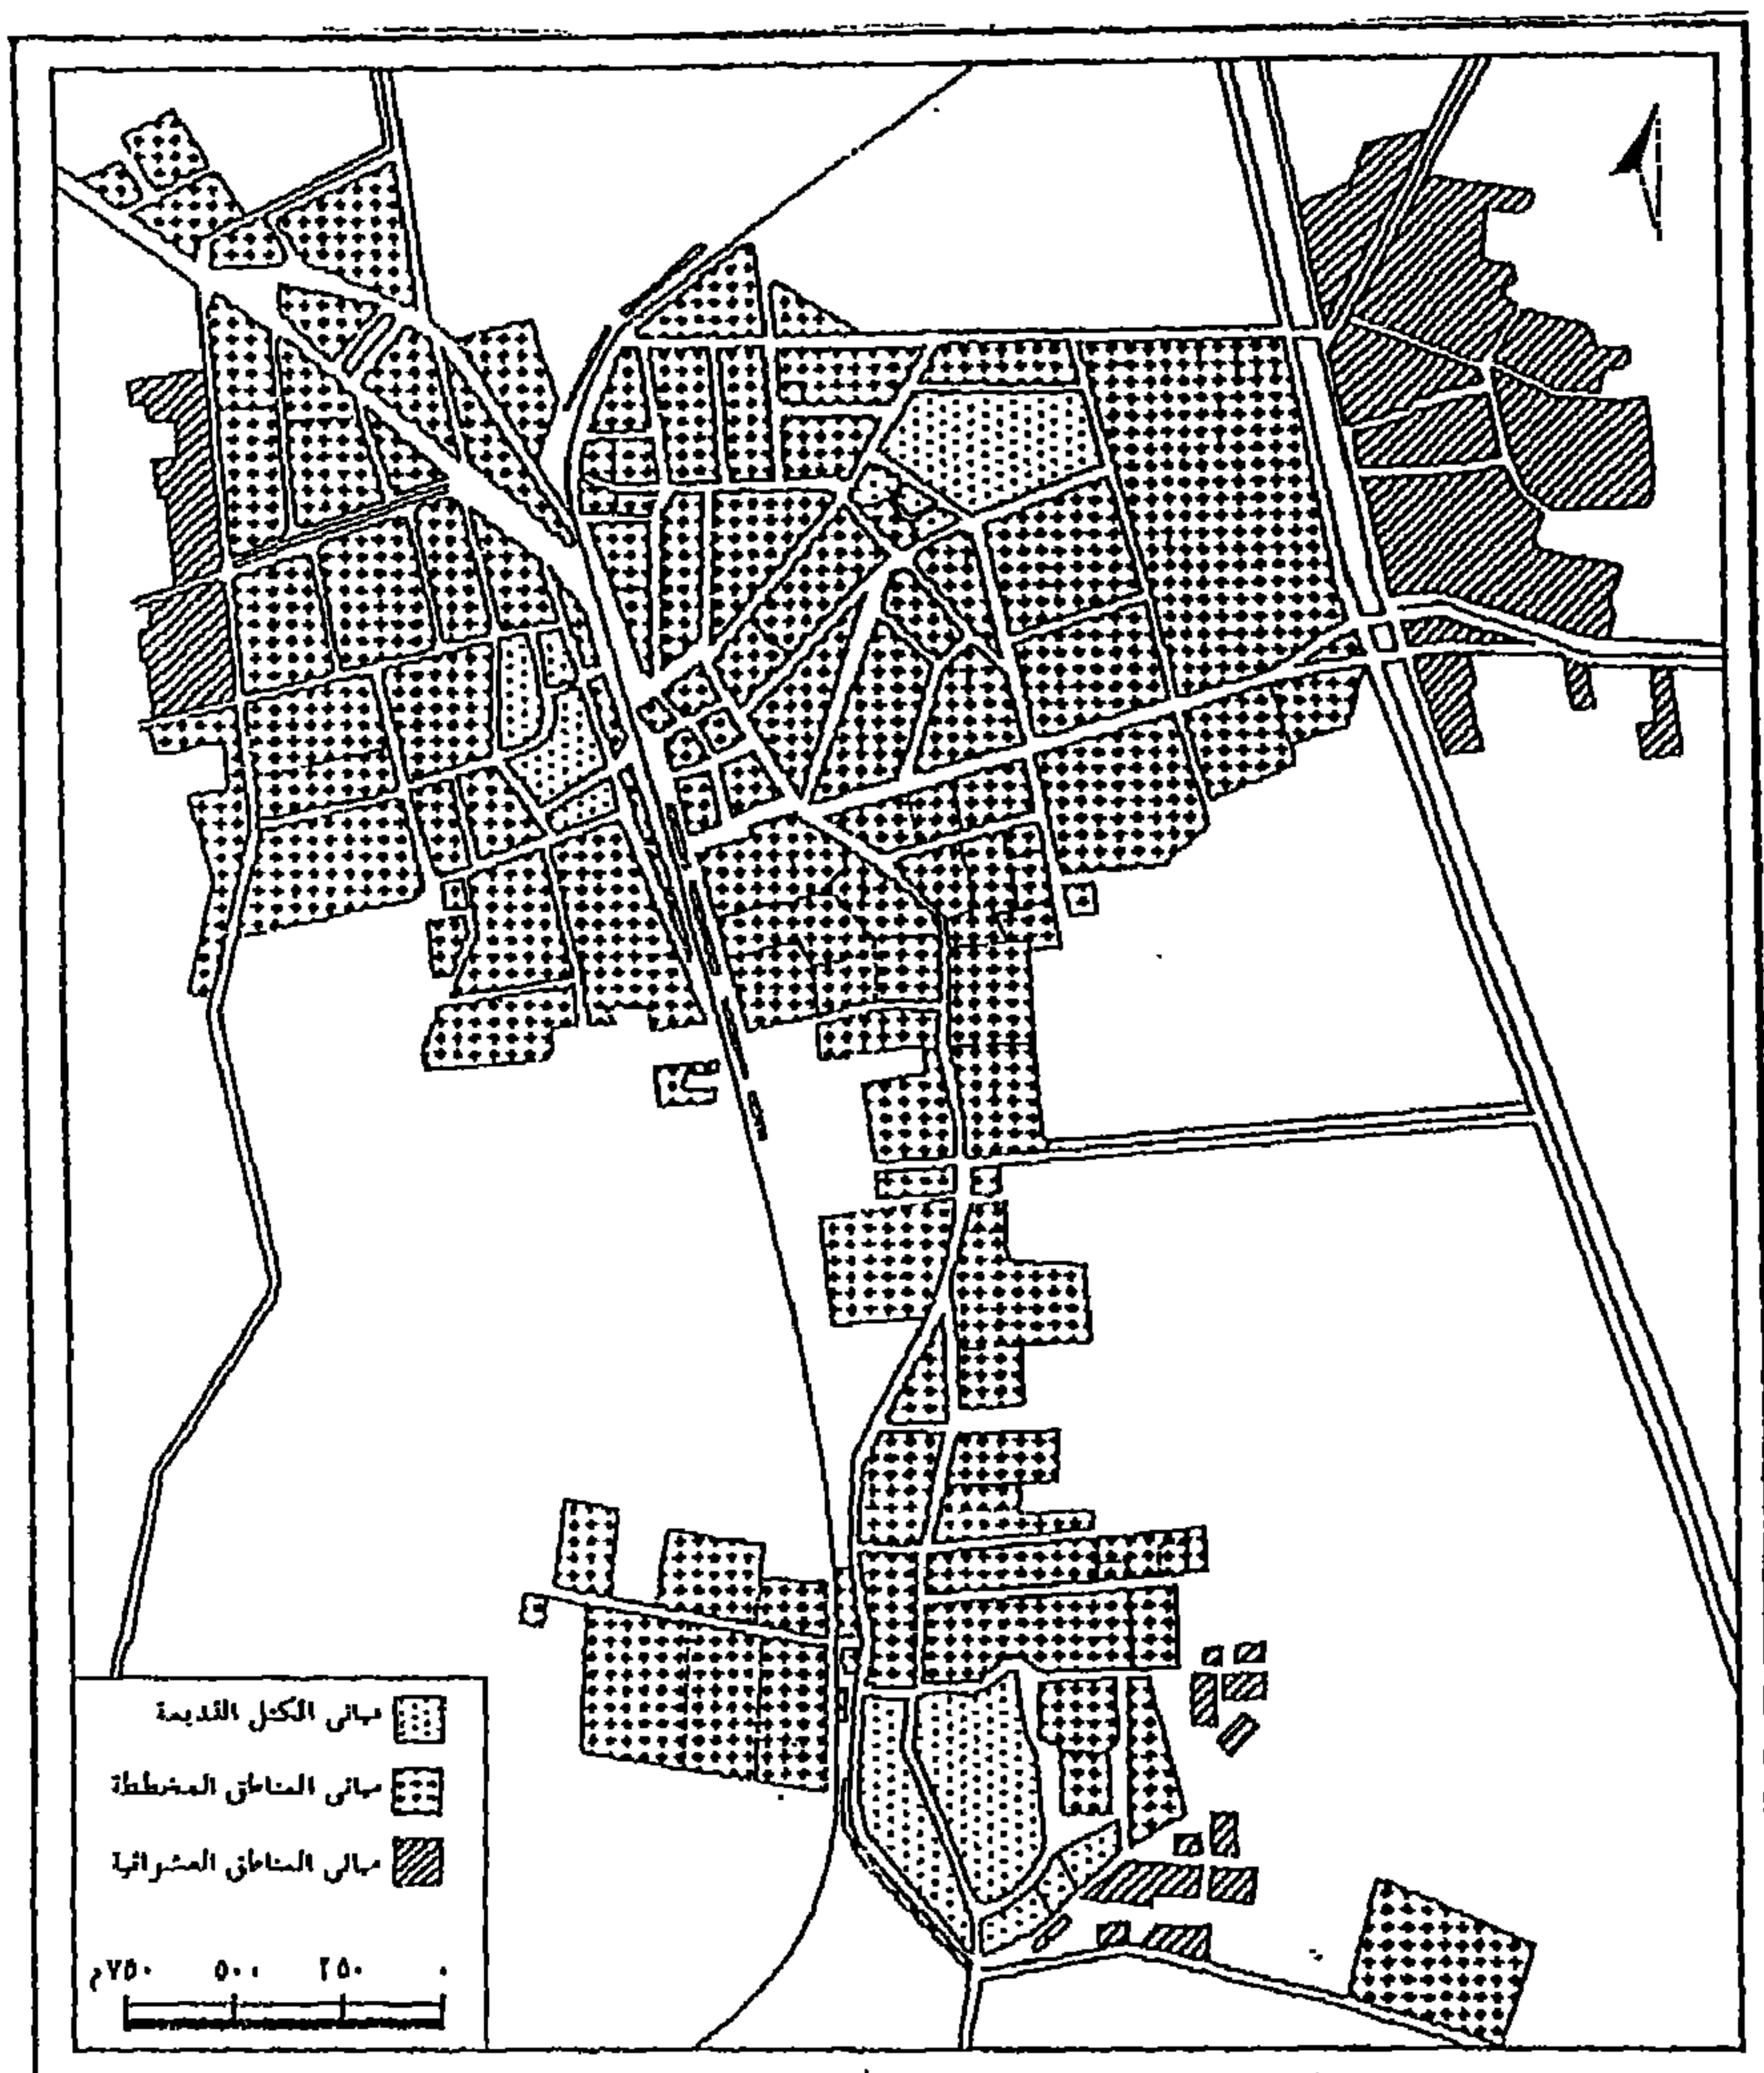 مبانى الكتل القديمة
مبانى المناطق المخططة
مبانى المناطق العشوائية
٧٥٠م ٥٠٠ ٢٥٠ ٠